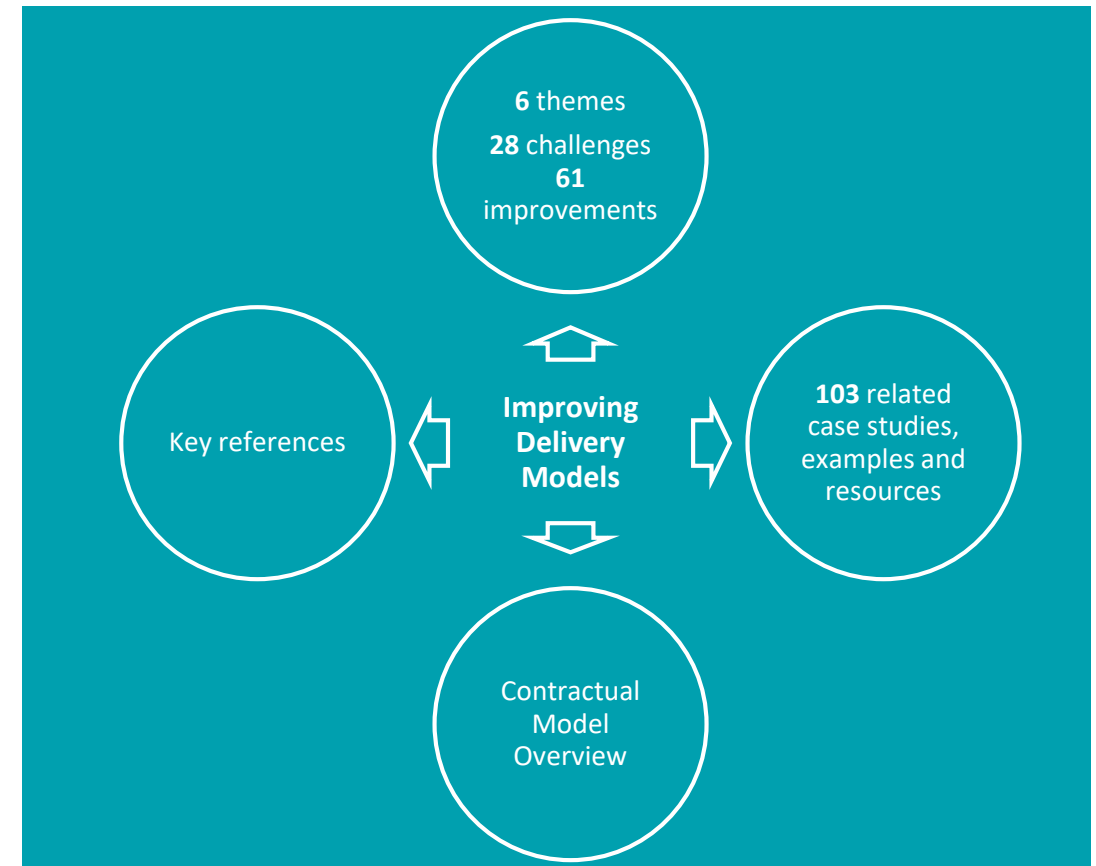 6 themes
28 challenges
61
improvements
Key references
Improving
Delivery
Models
103 related
case studies,
examples and
resources
Contractual
Model
Overview